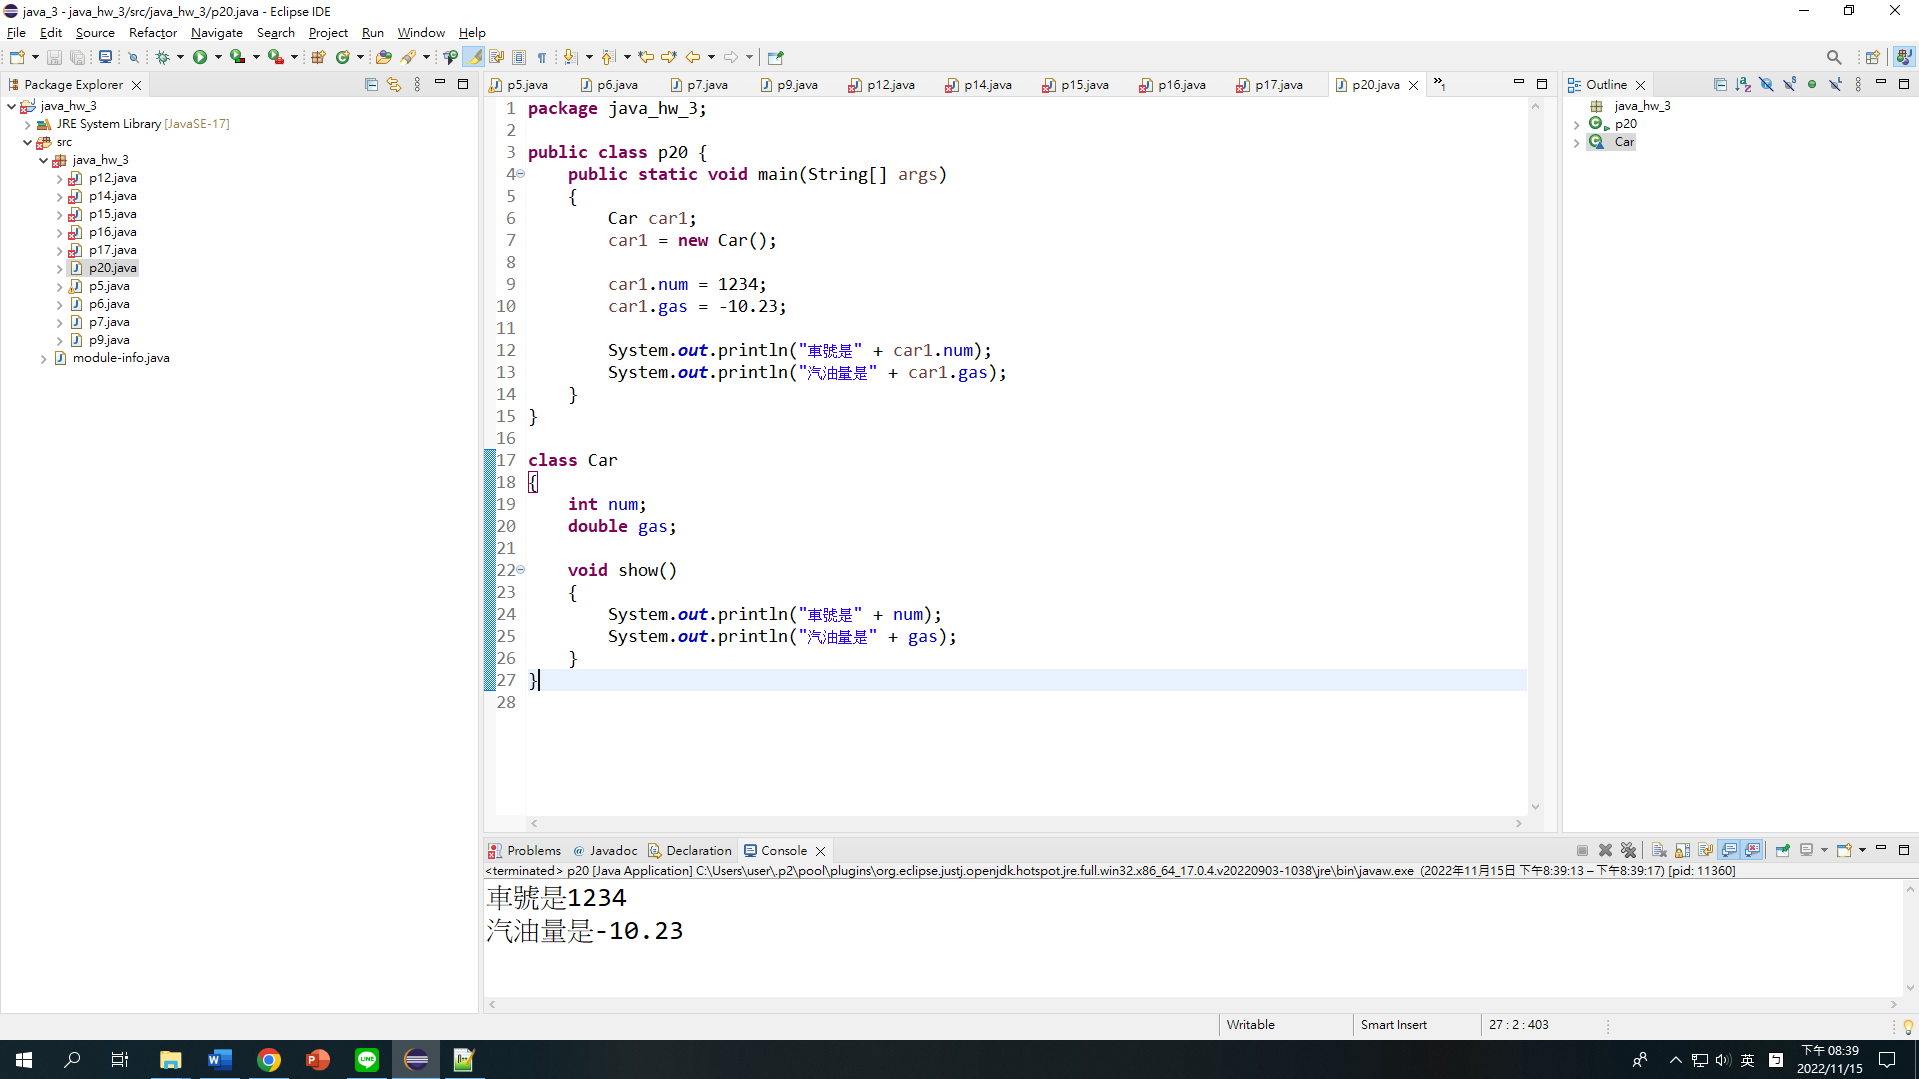 java_3 - java_hw_3/src/java_hw_3/p20.java - Eclipse IDE
File Edit Source Refactor Navigate Search Project Run Window Help
Package Explorer
java_hw_3
JRE System Library [JavaSE-17]
src
java_hw_3
p12.java
p14.java
p15.java
p16.java
p17.java
p20.java
p5.java
p6.java
p7.java
p9.java
module-info.java
p5.java p6.java p7.java p9.java p12.java p14.java p15.java p16.java p17.java p20.java »1
1 package java_hw_3;
2
3 public class p20 {
4     public static void main(String[] args)
5     {
6         Car car1;
7         car1 = new Car();
8
9         car1.num = 1234;
10         car1.gas = -10.23;
11
12         System.out.println("車號是" + car1.num);
13         System.out.println("汽油量是" + car1.gas);
14     }
15 }
16
17 class Car
18 {
19     int num;
20     double gas;
21
22     void show()
23     {
24         System.out.println("車號是" + num);
25         System.out.println("汽油量是" + gas);
26     }
27 }
28
Outline
java_hw_3
p20
Car
Problems @ Javadoc Declaration Console
<terminated> p20 [Java Application] C:\Users\user\.p2\pool\plugins\org.eclipse.justj.openjdk.hotspot.jre.full.win32.x86_64_17.0.4.v20220903-1038\jre\bin\javaw.exe (2022年11月15日 下午8:39:13 – 下午8:39:17) [pid: 11360]
車號是1234
汽油量是-10.23
Writable Smart Insert 27 : 2 : 403
英
下午 08:39
2022/11/15